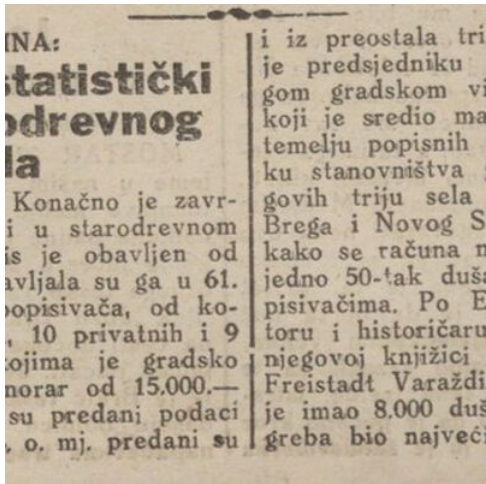 INA:
statistički
odrevnog
la
Konačno je zavr-
i u starodrevnom
is je obavljen od
avljala su ga u 61.
popisivača, od ko-
, 10 privatnih i 9
kojima je gradsko
norar od 15.000.—
su predani podaci
. o. mj. predani su
i iz preostala tri
je predsjedniku
gom gradskom vi
koji je sredio ma
temelju popisnih
ku stanovništva g
govih triju sela
Brega i Novog S
kako se računa n
jedno 50-tak duša
pisivačima. Po E
toru i historičaru
njegovoj knjižici
Freistadt Varaždi
je imao 8.000 duš
greba bio najveći